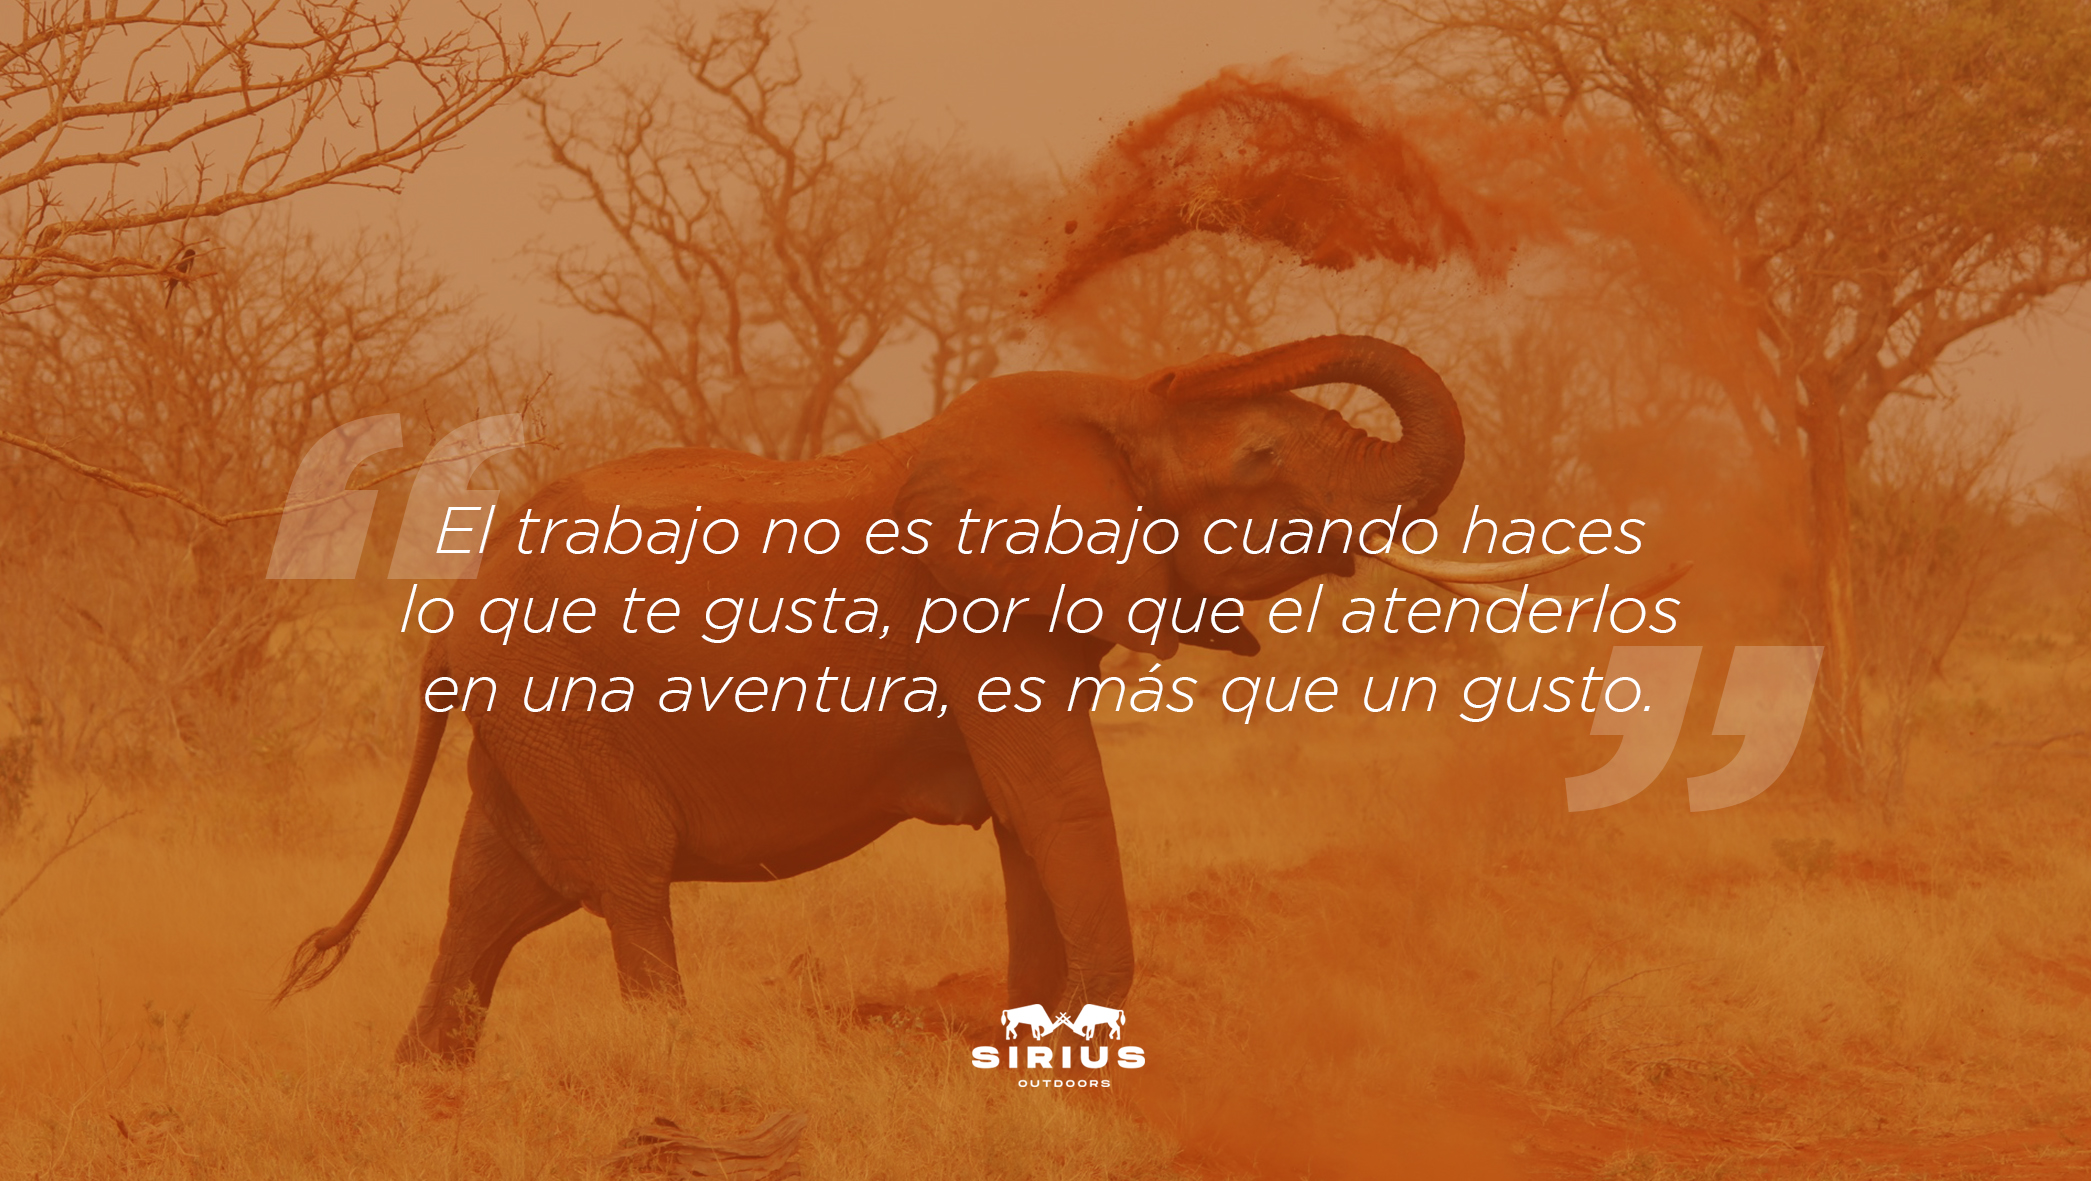 “
El trabajo no es trabajo cuando haces
lo que te gusta, por lo que el atenderlos
en una aventura, es más que un gusto.
”
SIRIUS
OUTDOORS